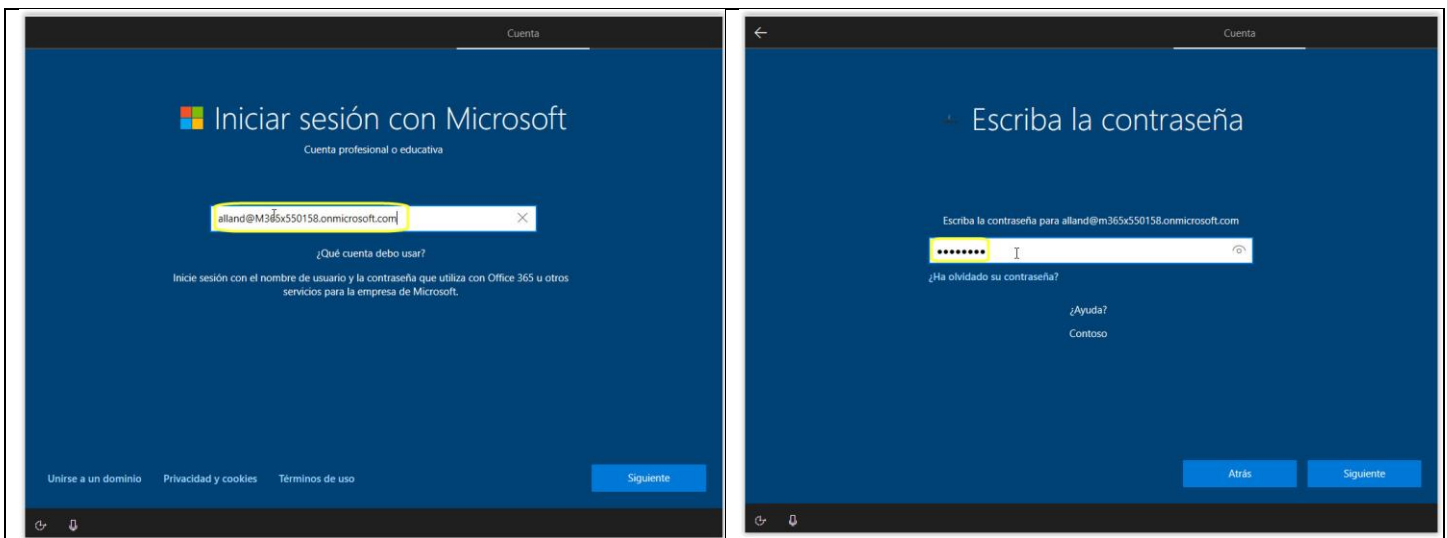 Cuenta
Iniciar sesión con Microsoft
Cuenta profesional o educativa
alland@M365x550158.onmicrosoft.com
¿Qué cuenta debo usar?
Inicie sesión con el nombre de usuario y la contraseña que utiliza con Office 365 u otros
servicios para la empresa de Microsoft.
Unirse a un dominio
Privacidad y cookies
Términos de uso
Siguiente
Cuenta
Escriba la contraseña
Escriba la contraseña para alland@m365x550158.onmicrosoft.com
••••••••
¿Ha olvidado su contraseña?
¿Ayuda?
Contoso
Atrás
Siguiente